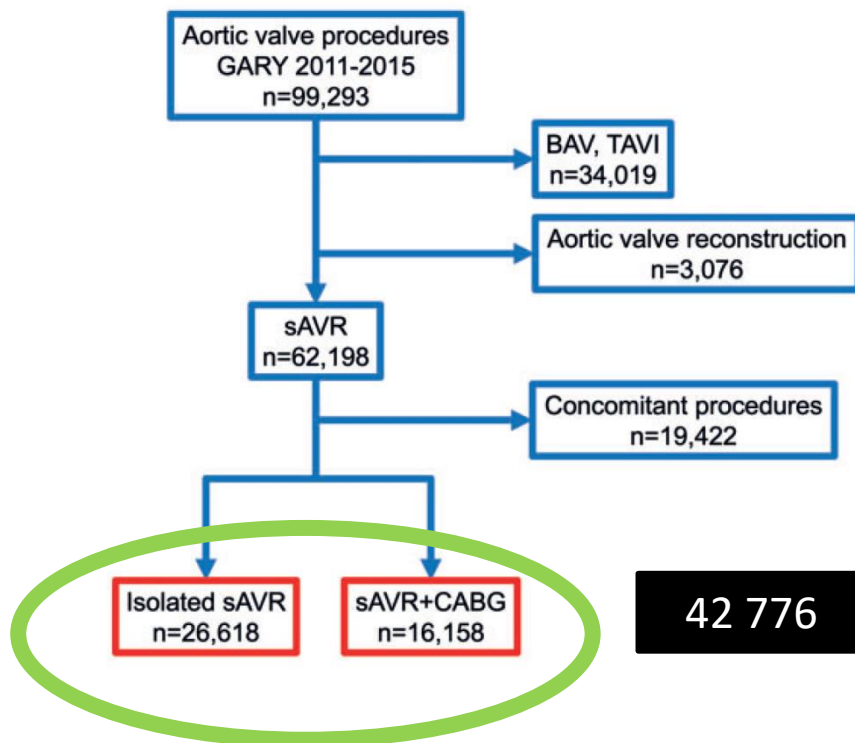 Aortic valve procedures
GARY 2011-2015
n=99,293
BAV, TAVI
n=34,019
Aortic valve reconstruction
n=3,076
sAVR
n=62,198
Concomitant procedures
n=19,422
Isolated sAVR
n=26,618
sAVR+CABG
n=16,158
42 776